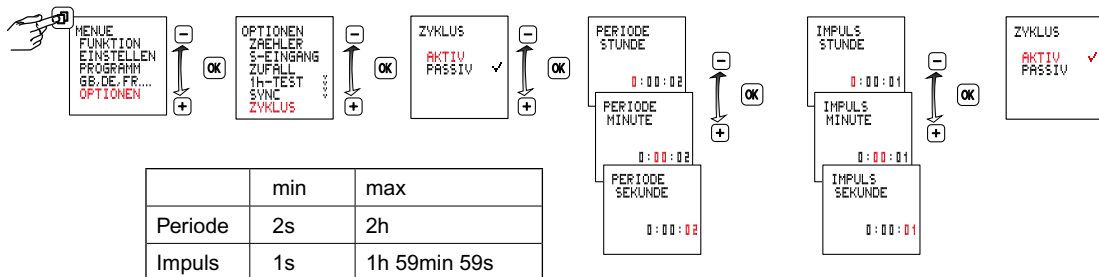 MENUE
FUNKTION
EINSTELLEN
PROGRAMM
GB,DE,FR....
OPTIONEN
−
OK
+
OPTIONEN
ZAEHLER
S-EINGANG
ZUFALL
1h-TEST
SYNC
ZYKLUS
−
OK
+
ZYKLUS
AKTIV
PASSIV ✓
−
OK
+
PERIODE
STUNDE
0:00:02
PERIODE
MINUTE
0:00:02
PERIODE
SEKUNDE
0:00:02
−
OK
+
IMPULS
STUNDE
0:00:01
IMPULS
MINUTE
0:00:01
IMPULS
SEKUNDE
0:00:01
−
OK
+
ZYKLUS
AKTIV ✓
PASSIV
min max
Periode 2s 2h
Impuls 1s 1h 59min 59s